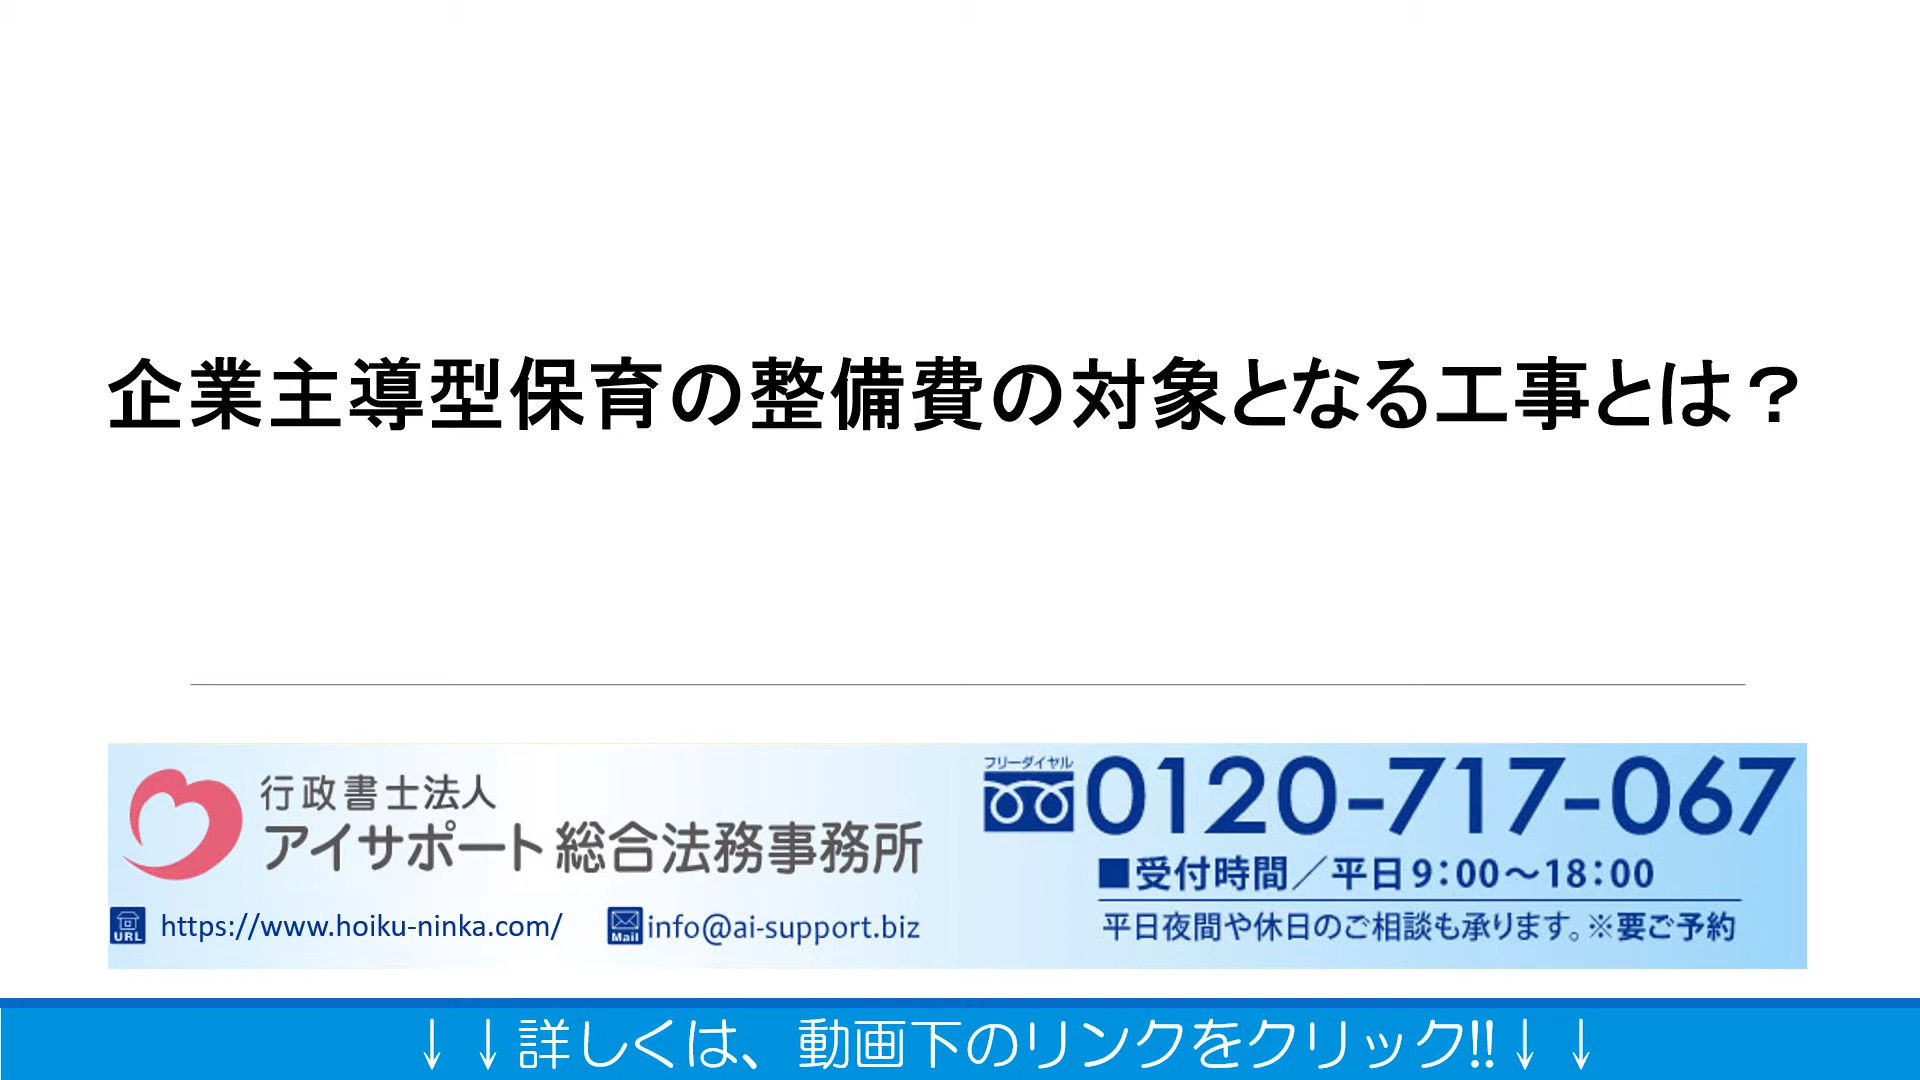 企業主導型保育の整備費の対象となる工事とは？
行政書士法人
アイサポート総合法務事務所
URL https://www.hoiku-ninka.com/
Mail info@ai-support.biz
フリーダイヤル
0120-717-067
■受付時間／平日9：00～18：00
平日夜間や休日のご相談も承ります。※要ご予約
↓↓詳しくは、動画下のリンクをクリック!!↓↓